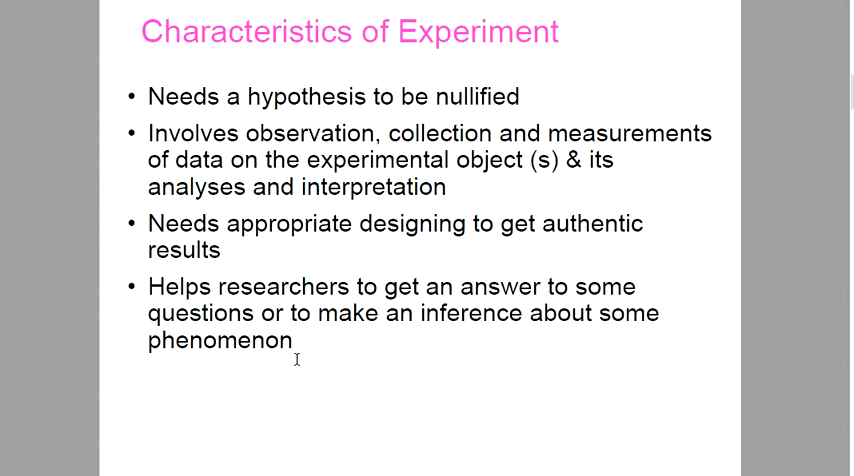 Characteristics of Experiment
• Needs a hypothesis to be nullified
• Involves observation, collection and measurements
of data on the experimental object (s) & its
analyses and interpretation
• Needs appropriate designing to get authentic
results
• Helps researchers to get an answer to some
questions or to make an inference about some
phenomenon